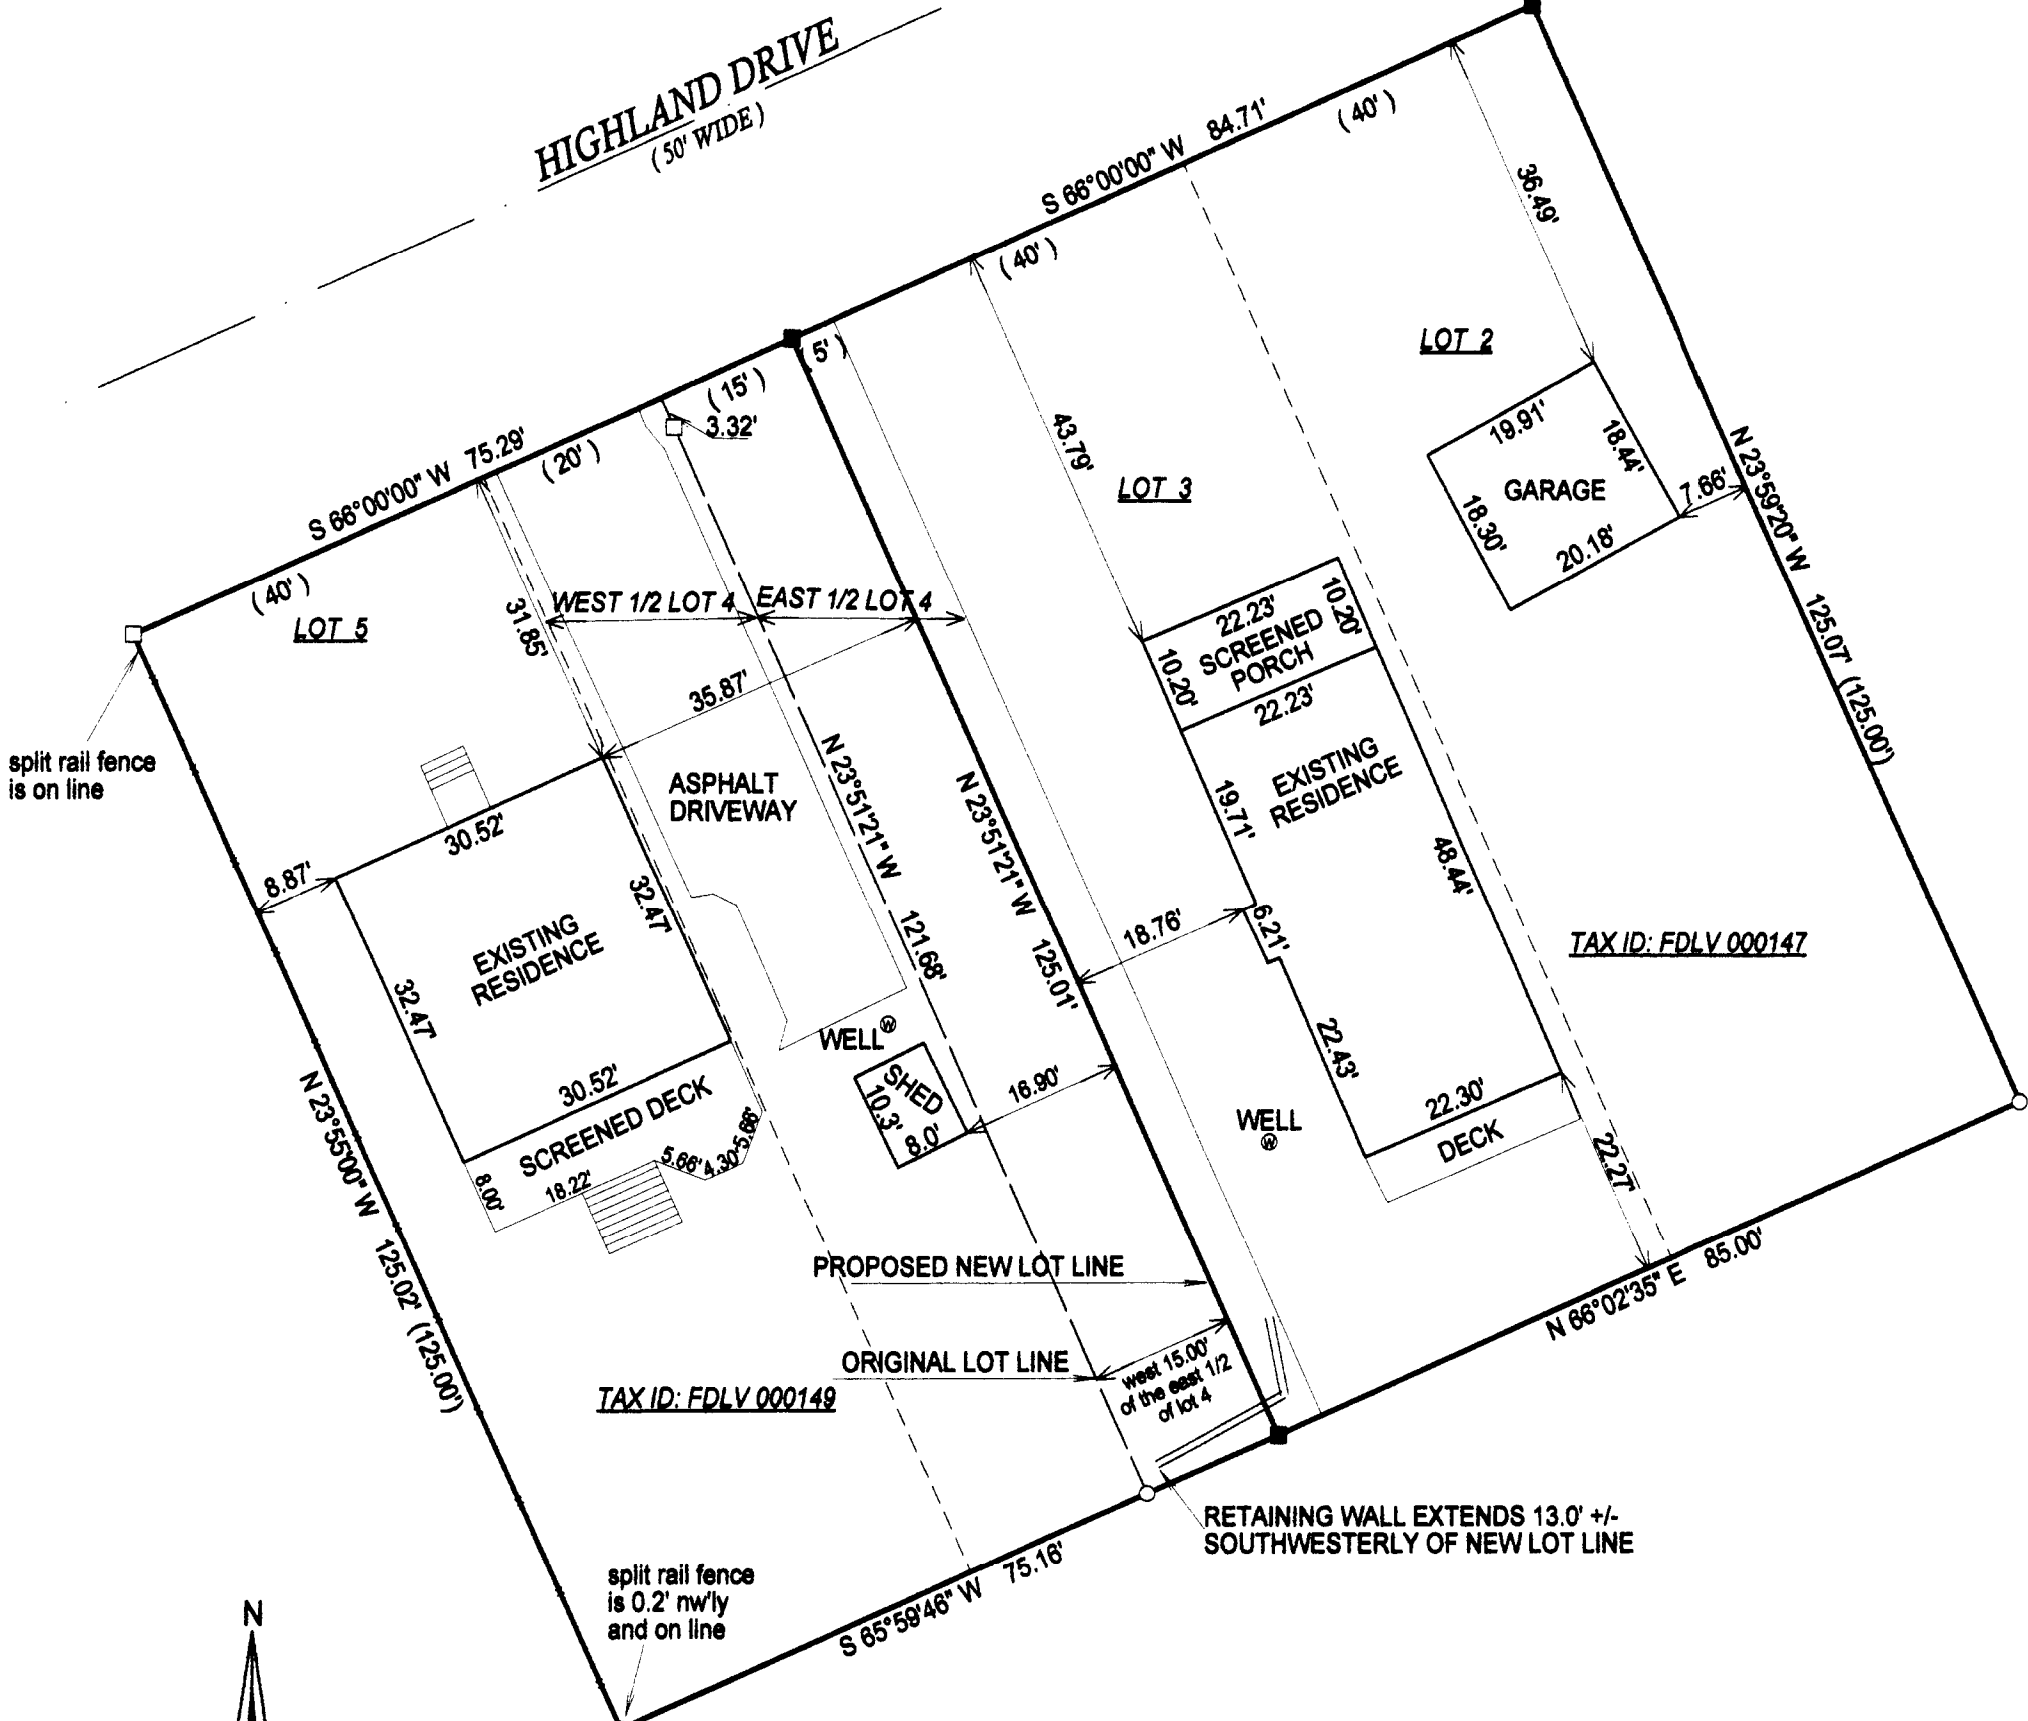 HIGHLAND DRIVE
( 50' WIDE )
S 66°00'00" W 84.71'
( 40' )
( 40' )
36.49'
LOT 2
( 5' )
( 15' )
3.32'
S 66°00'00" W 75.29'
( 20' )
( 40' )
LOT 5
43.79'
LOT 3
19.91'
18.44'
GARAGE
18.30'
20.18'
7.66'
N 23°59'20" W 125.07' (125.00')
31.85'
WEST 1/2 LOT 4
EAST 1/2 LOT 4
35.87'
22.23'
10.20'
SCREENED
PORCH
10.20'
22.23'
split rail fence
is on line
ASPHALT
DRIVEWAY
N 23°51'21" W 121.68'
N 23°51'21" W 125.01'
EXISTING
RESIDENCE
19.71'
48.44'
30.52'
8.87'
32.47'
EXISTING
RESIDENCE
32.47'
30.52'
18.76'
6.21'
TAX ID: FDLV 000147
WELL
W
SHED
10.3'
8.0'
16.90'
22.43'
22.30'
DECK
WELL
W
22.27'
SCREENED DECK
8.00'
18.22'
5.66'
4.30'
5.66'
N 23°55'00" W 125.02' (125.00')
PROPOSED NEW LOT LINE
N 66°02'35" E 85.00'
ORIGINAL LOT LINE
west 15.00'
of the east 1/2
of lot 4
TAX ID: FDLV 000149
RETAINING WALL EXTENDS 13.0' +/-
SOUTHWESTERLY OF NEW LOT LINE
S 65°59'46" W 75.16'
split rail fence
is 0.2' nw'ly
and on line
N